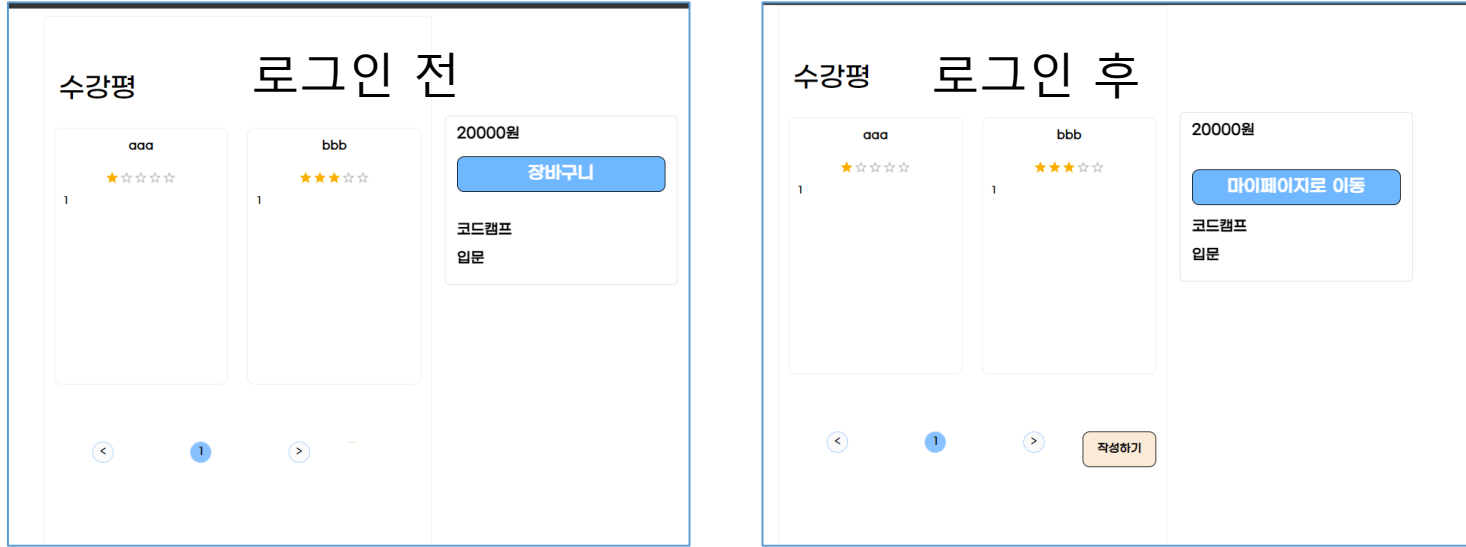 로그인 전
수강평
aaa
bbb
1
1
20000원
장바구니
코드캠프
입문
<
1
>
로그인 후
수강평
aaa
bbb
1
1
20000원
마이페이지로 이동
코드캠프
입문
<
1
>
작성하기